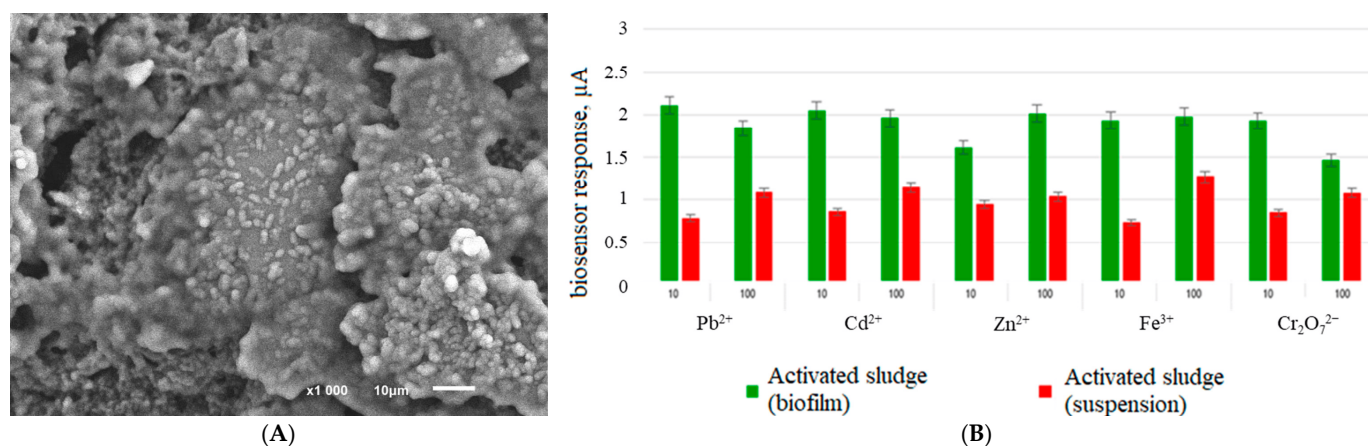 x1 000 10µm
(A)
biosensor response, µA
3
2.5
2
1.5
1
0.5
0
10 100 10 100 10 100 10 100 10 100
Pb²⁺ Cd²⁺ Zn²⁺ Fe³⁺ Cr₂O₇²⁻
Activated sludge Activated sludge
(biofilm) (suspension)
(B)